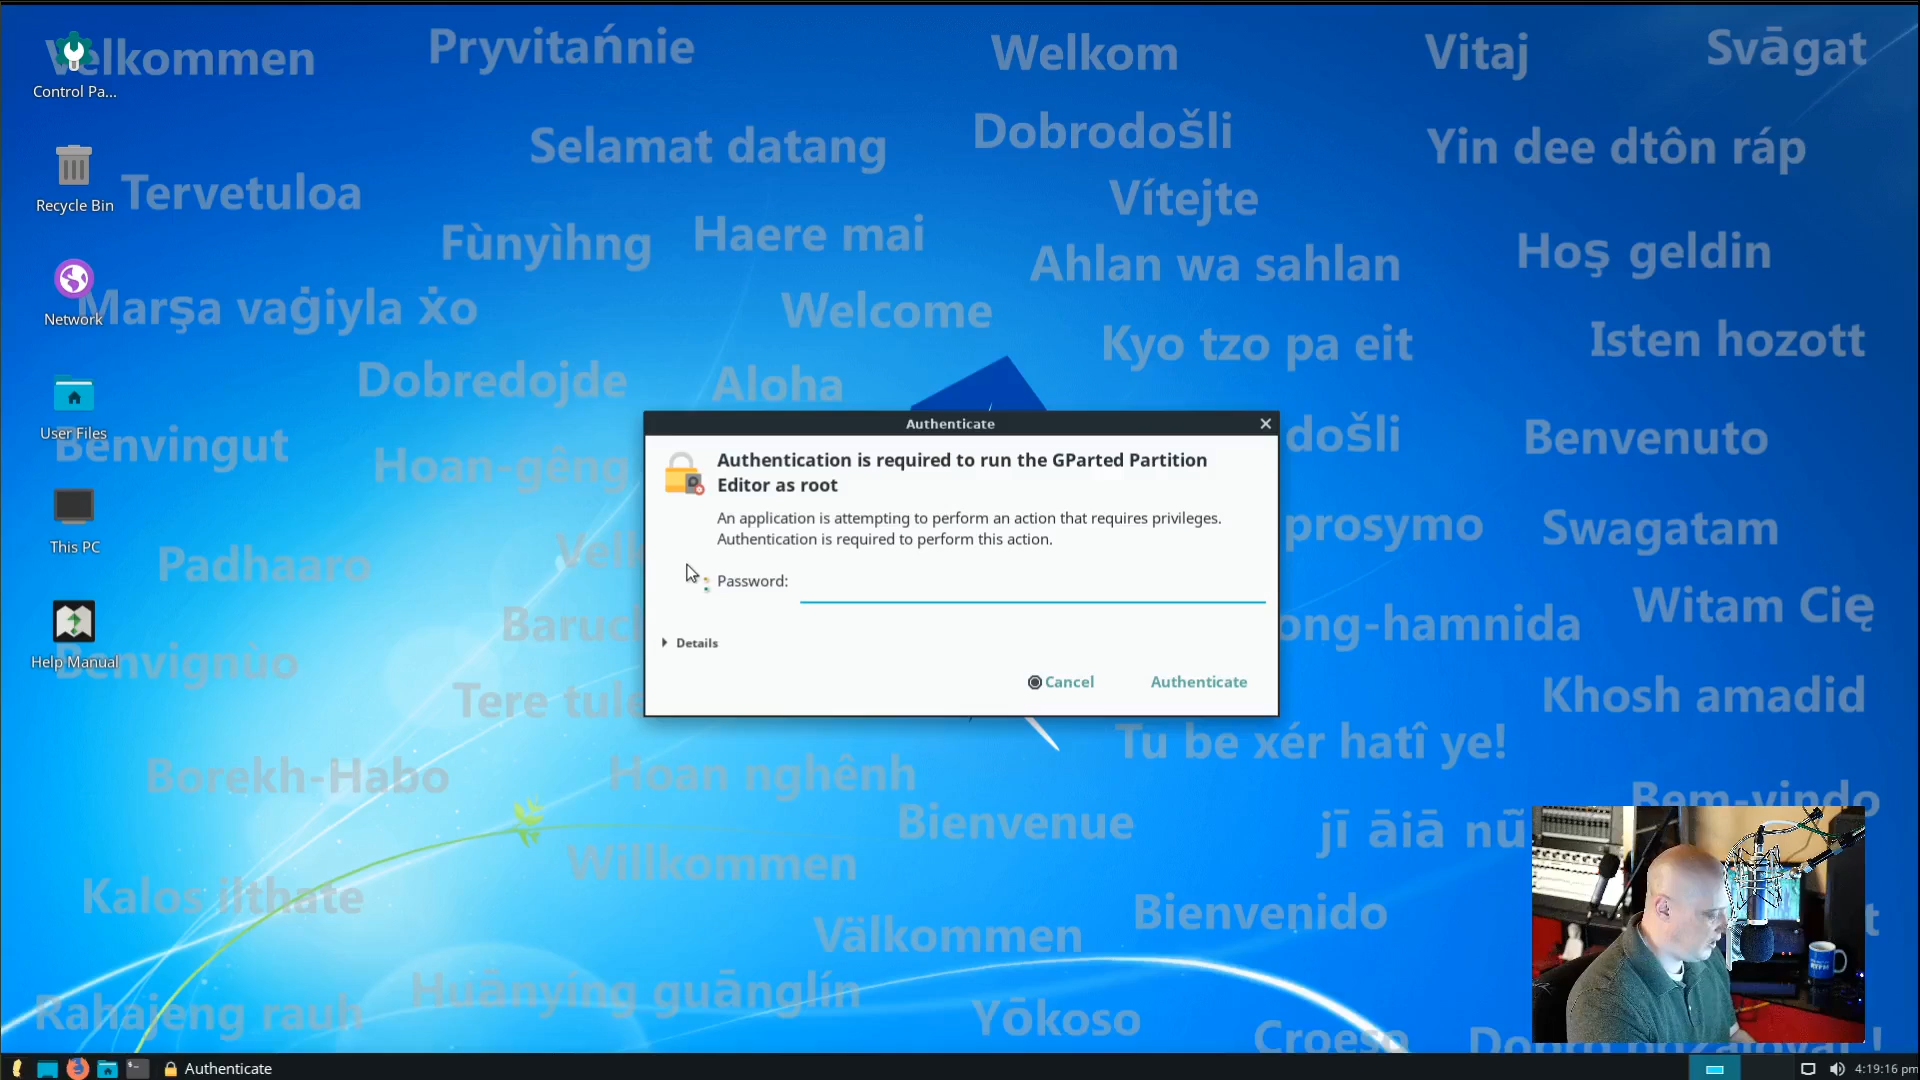 Velkommen
Pryvitańnie
Welkom
Vitaj
Svāgat
Control Pa...
Selamat datang
Dobrodošli
Yin dee dtôn ráp
Recycle Bin
Tervetuloa
Vítejte
Fùnyìhng
Haere mai
Ahlan wa sahlan
Hoş geldin
Network
Marşa vaġiyla ẋo
Welcome
Kyo tzo pa eit
Isten hozott
Dobredojde
Aloha
User Files
Benvingut
Hoan-gêng
došli
Benvenuto
Authenticate
Authentication is required to run the GParted Partition
Editor as root
An application is attempting to perform an action that requires privileges.
Authentication is required to perform this action.
Password:
Details
Cancel
Authenticate
This PC
Padhaaro
Velk
prosymo
Swagatam
Baruch
ong-hamnida
Witam Cię
Help Manual
Benvignùo
Tere tule
Khosh amadid
Tu be xér hatî ye!
Borekh-Habo
Hoan nghênh
Bem-vindo
Bienvenue
jī āiā nū
Willkommen
Kalos ilthate
Bienvenido
Välkommen
Huānyíng guānglín
Rahajeng rauh
Yōkoso
Croeso
RTFM
Authenticate
4:19:16 pm